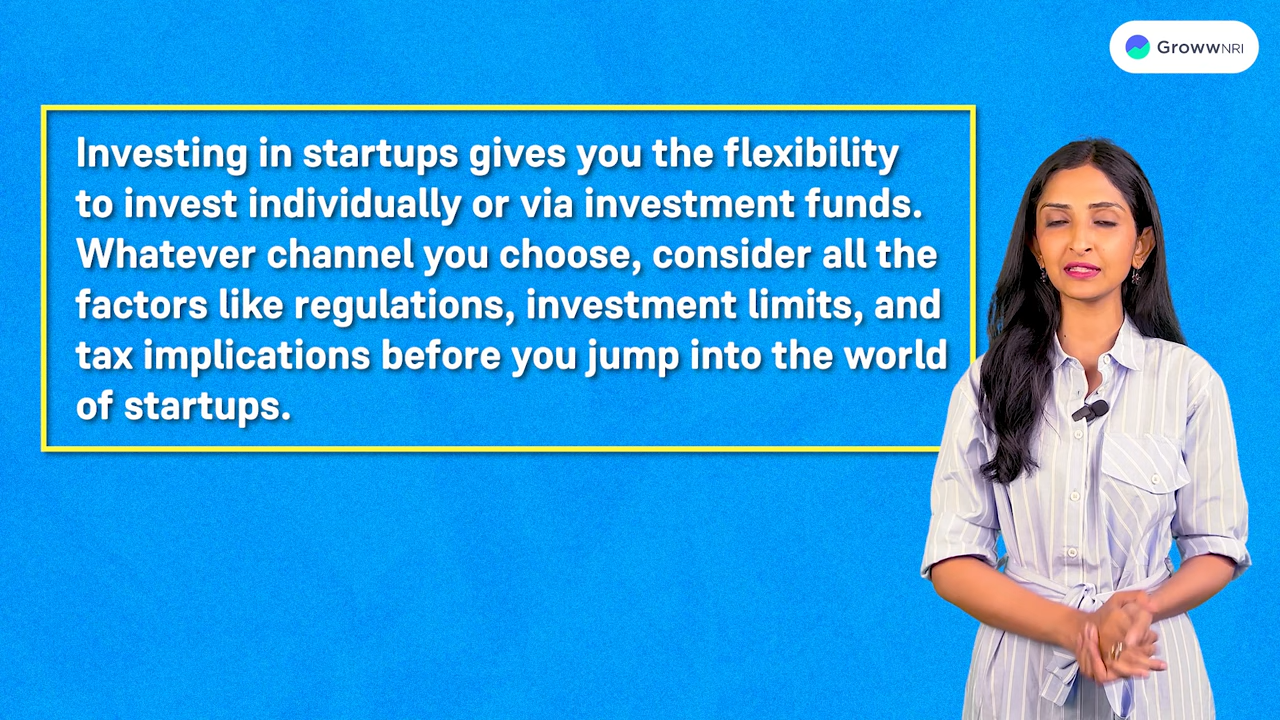 GrowwNRI
Investing in startups gives you the flexibility
to invest individually or via investment funds.
Whatever channel you choose, consider all the
factors like regulations, investment limits, and
tax implications before you jump into the world
of startups.